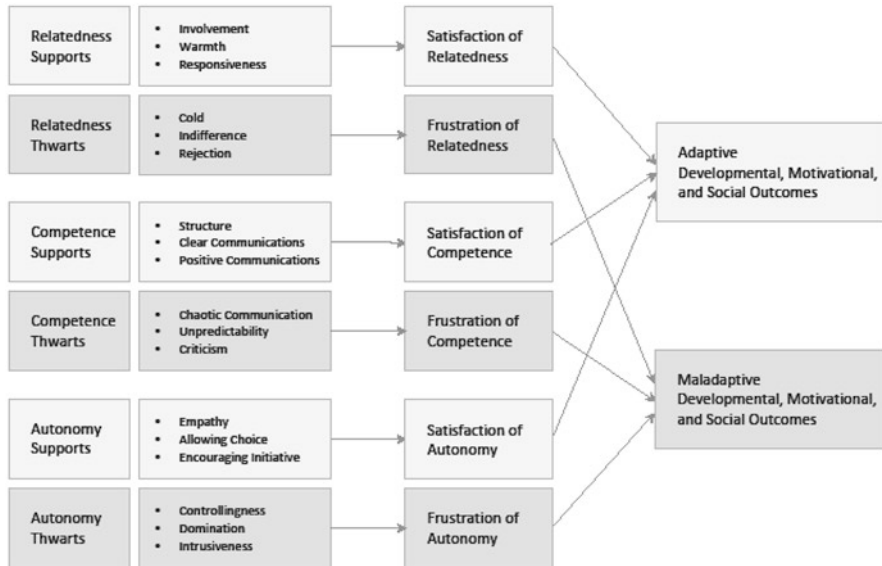 Relatedness
Supports
• Involvement
• Warmth
• Responsiveness
Satisfaction of
Relatedness
Relatedness
Thwarts
• Cold
• Indifference
• Rejection
Frustration of
Relatedness
Adaptive
Developmental, Motivational,
and Social Outcomes
Competence
Supports
• Structure
• Clear Communications
• Positive Communications
Satisfaction of
Competence
Competence
Thwarts
• Chaotic Communication
• Unpredictability
• Criticism
Frustration of
Competence
Maladaptive
Developmental, Motivational,
and Social Outcomes
Autonomy
Supports
• Empathy
• Allowing Choice
• Encouraging Initiative
Satisfaction of
Autonomy
Autonomy
Thwarts
• Controllingness
• Domination
• Intrusiveness
Frustration of
Autonomy